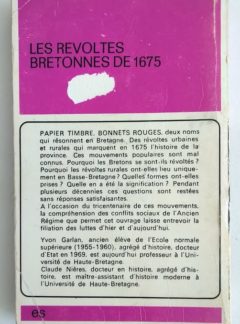 LES REVOLTES
BRETONNES DE 1675
PAPIER TIMBRE, BONNETS ROUGES, deux noms
qui résonnent en Bretagne. Des révoltes urbaines
et rurales qui marquent en 1675 l'histoire de la
province. Ces mouvements populaires sont mal
connus. Pourquoi les Bretons se sont-ils révoltés ?
Pourquoi les révoltes rurales ont-elles lieu unique-
ment en Basse-Bretagne ? Quelles formes ont-elles
prises ? Quelle en a été la signification ? Pendant
plusieurs décennies ces questions sont restées
sans réponses satisfaisantes.
A l'occasion du tricentenaire de ces mouvements,
la compréhension des conflits sociaux de l'Ancien
Régime que permet cet ouvrage laisse entrevoir la
filiation des luttes d'hier et d'aujourd'hui.
Yvon Garlan, ancien élève de l'Ecole normale
supérieure (1955-1960), agrégé d'histoire, docteur
d'Etat en 1969, est aujourd'hui professeur à l'Uni-
versité de Haute-Bretagne.
Claude Nières, docteur en histoire, agrégé d'his-
toire, est maître-assistant d'histoire moderne à
l'Université de Haute-Bretagne.
es